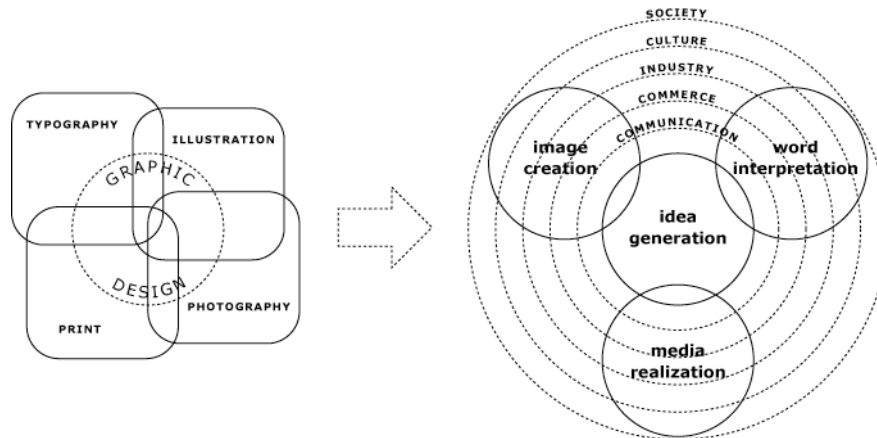 TYPOGRAPHY
ILLUSTRATION
GRAPHIC
DESIGN
PRINT
PHOTOGRAPHY
SOCIETY
CULTURE
INDUSTRY
COMMERCE
COMMUNICATION
image
creation
word
interpretation
idea
generation
media
realization